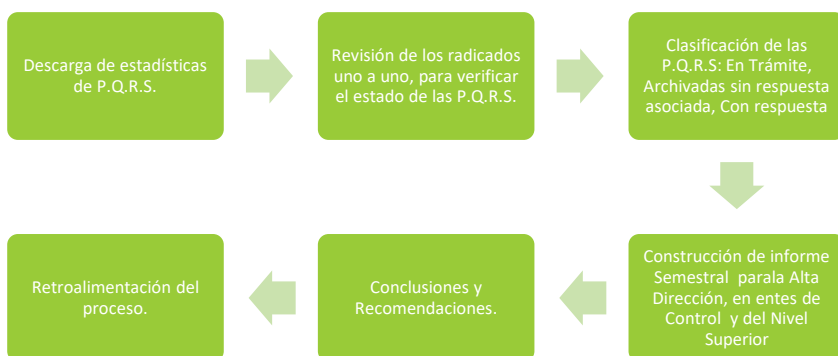 Descarga de estadísticas
de P.Q.R.S.
Revisión de los radicados
uno a uno, para verificar
el estado de las P.Q.R.S.
Clasificación de las
P.Q.R.S: En Trámite,
Archivadas sin respuesta
asociada, Con respuesta
Construcción de informe
Semestral parala Alta
Dirección, en entes de
Control y del Nivel
Superior
Conclusiones y
Recomendaciones.
Retroalimentación del
proceso.